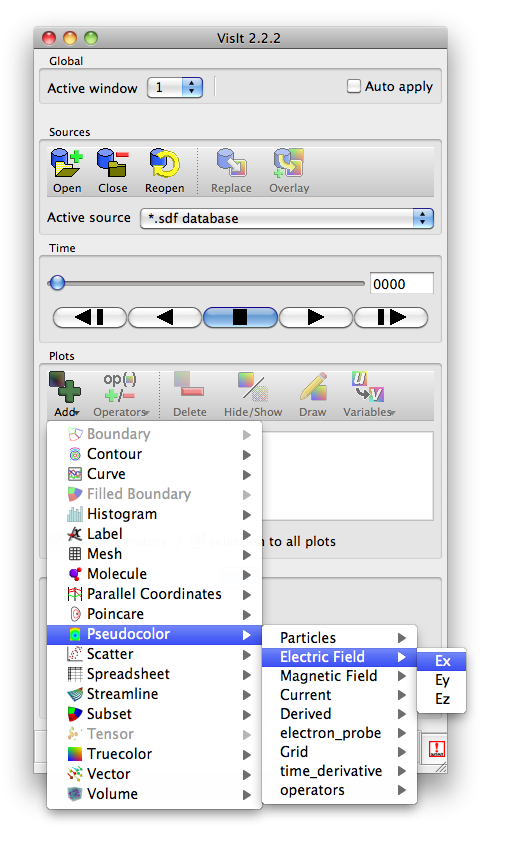 VisIt 2.2.2
Global
Active window 1 Auto apply
Sources
Open Close Reopen Replace Overlay
Active source *.sdf database
Time
0000
Plots
op()
+/-
u
v
Add Operators Delete Hide/Show Draw Variables
Boundary
Contour
Curve
Filled Boundary
Histogram
to all plots
Label
Mesh
Molecule
Parallel Coordinates
Poincare
Pseudocolor
Scatter
Spreadsheet
Streamline
Subset
Tensor
Truecolor
Vector
Volume
Particles
Electric Field
Magnetic Field
Current
Derived
electron_probe
Grid
time_derivative
operators
Ex
Ey
Ez